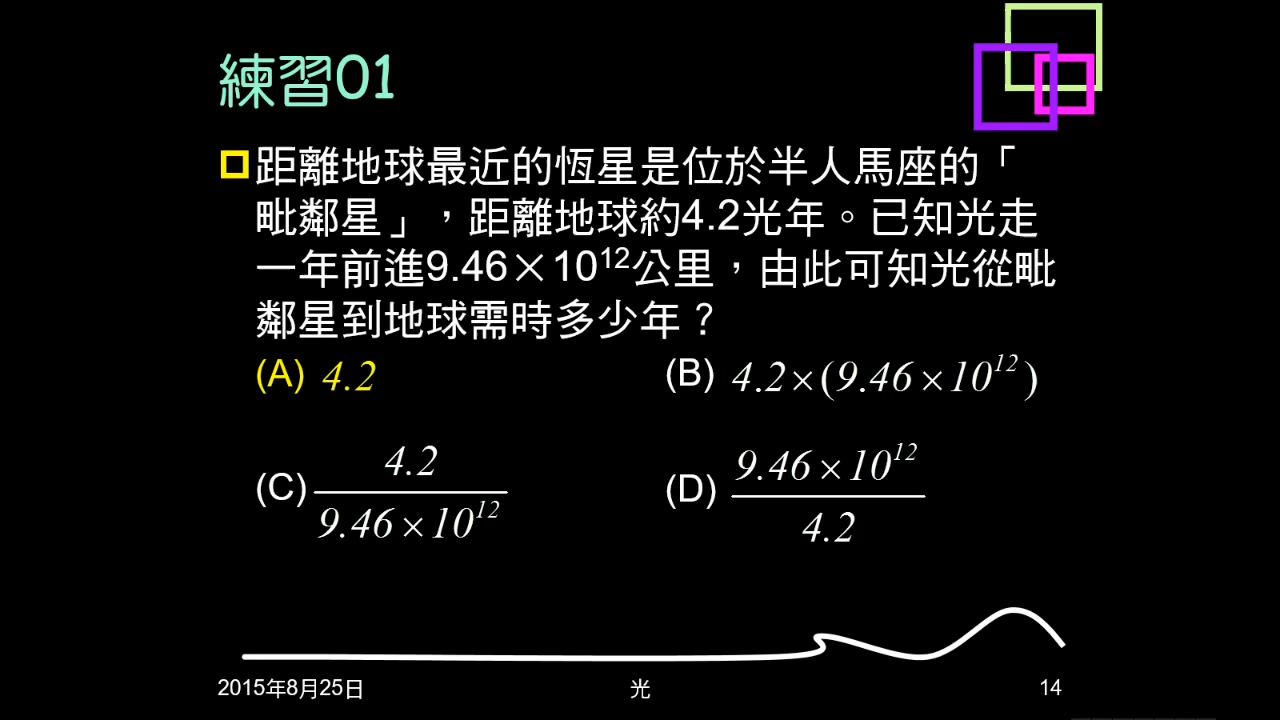 練習01
距離地球最近的恆星是位於半人馬座的「
毗鄰星」，距離地球約4.2光年。已知光走
一年前進9.46×10¹²公里，由此可知光從毗
鄰星到地球需時多少年？
(A) 4.2 (B) 4.2×(9.46×10¹²)
(C) 4.2/9.46×10¹² (D) 9.46×10¹²/4.2
2015年8月25日 光 14